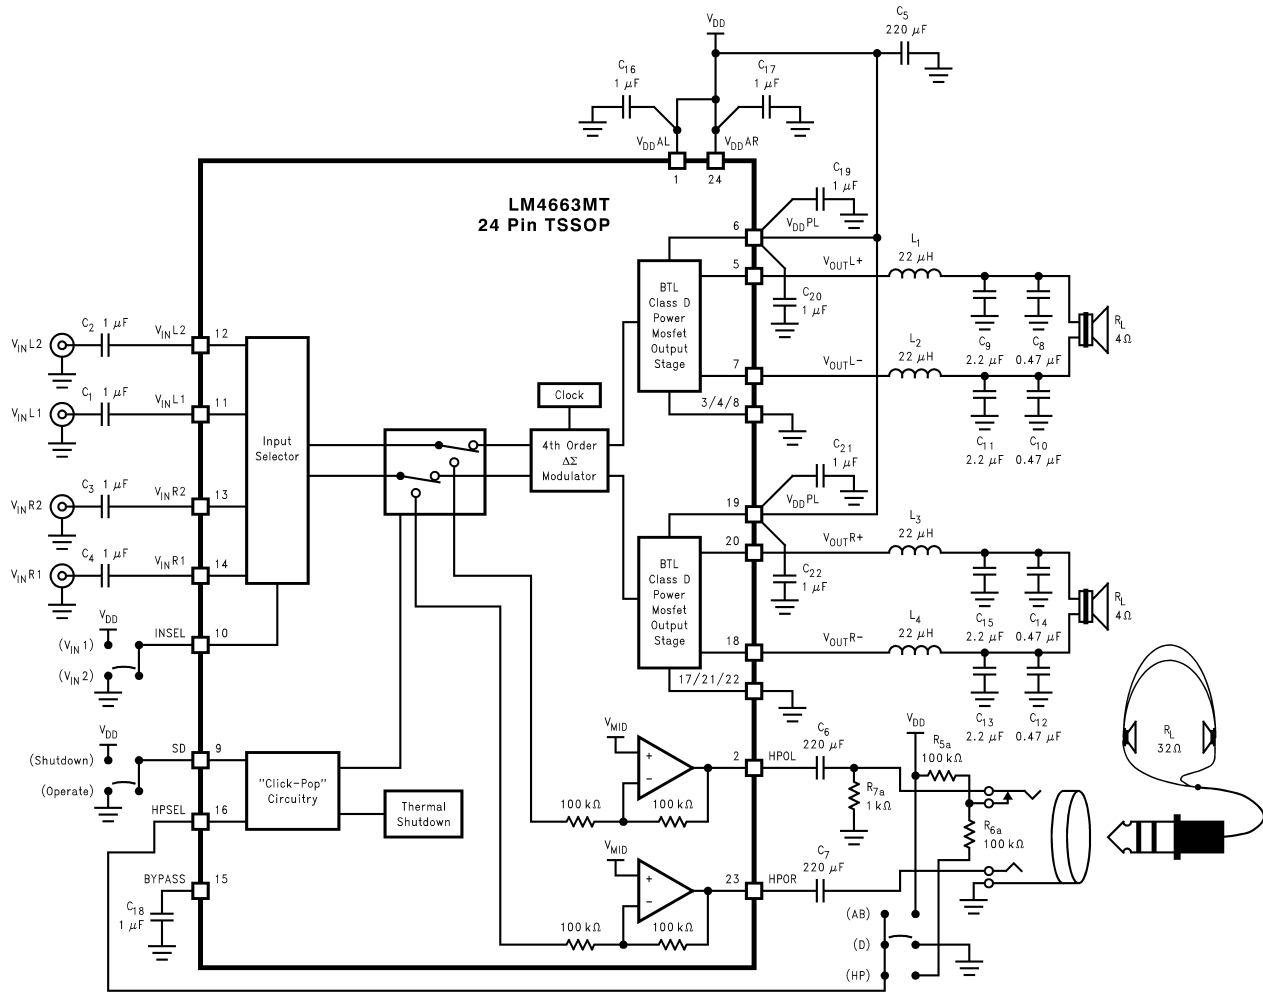 C5
220 μF
VDD
C16
1 μF
C17
1 μF
VDDAL
VDDAR
1
24
LM4663MT
24 Pin TSSOP
C19
1 μF
6
VDDPL
5
VOUTL+
L1
22 μH
BTL
Class D
Power
Mosfet
Output
Stage
C20
1 μF
C9
2.2 μF
C8
0.47 μF
RL
4Ω
7
VOUTL-
L2
22 μH
3/4/8
C11
2.2 μF
C10
0.47 μF
VINL2
C2 1 μF
VINL2
12
VINL1
C1 1 μF
VINL1
11
Input
Selector
Clock
4th Order
ΔΣ
Modulator
VINR2
C3 1 μF
VINR2
13
VINR1
C4 1 μF
VINR1
14
C21
1 μF
19
VDDPL
20
VOUTR+
L3
22 μH
BTL
Class D
Power
Mosfet
Output
Stage
C22
1 μF
C15
2.2 μF
C14
0.47 μF
RL
4Ω
18
VOUTR-
L4
22 μH
17/21/22
C13
2.2 μF
C12
0.47 μF
VDD
(VIN1)
(VIN2)
INSEL
10
VDD
(Shutdown)
(Operate)
SD
9
HPSEL
16
"Click-Pop"
Circuitry
Thermal
Shutdown
BYPASS
15
C18
1 μF
VMID
+
−
100 kΩ
100 kΩ
2
HPOL
C6
220 μF
R7a
1 kΩ
VDD
R5a
100 kΩ
R6a
100 kΩ
RL
32Ω
VMID
+
−
100 kΩ
100 kΩ
23
HPOR
C7
220 μF
(AB)
(D)
(HP)